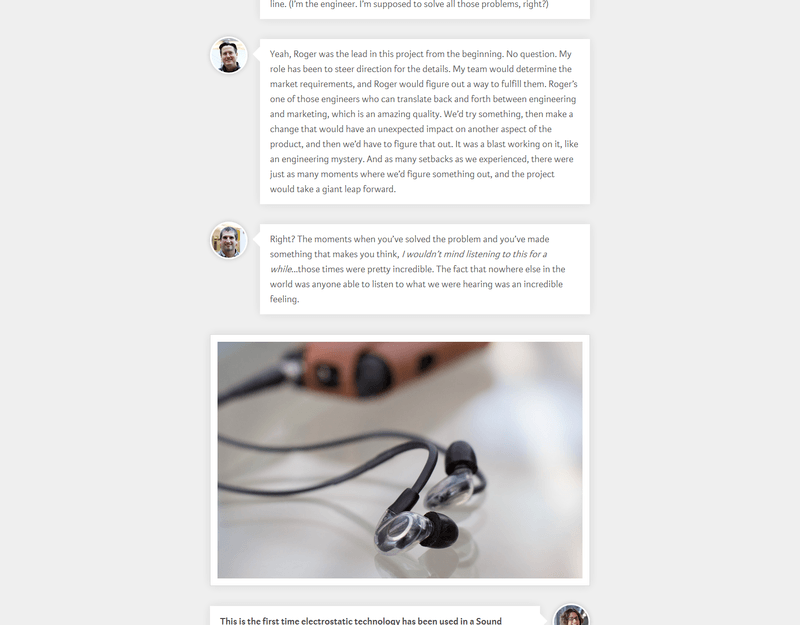 line. (I'm the engineer. I'm supposed to solve all those problems, right?)
Yeah, Roger was the lead in this project from the beginning. No question. My
role has been to steer direction for the details. My team would determine the
market requirements, and Roger would figure out a way to fulfill them. Roger's
one of those engineers who can translate back and forth between engineering
and marketing, which is an amazing quality. We'd try something, then make a
change that would have an unexpected impact on another aspect of the
product, and then we'd have to figure that out. It was a blast working on it, like
an engineering mystery. And as many setbacks as we experienced, there were
just as many moments where we'd figure something out, and the project
would take a giant leap forward.
Right? The moments when you've solved the problem and you've made
something that makes you think, I wouldn't mind listening to this for a
while...those times were pretty incredible. The fact that nowhere else in the
world was anyone able to listen to what we were hearing was an incredible
feeling.
This is the first time electrostatic technology has been used in a Sound